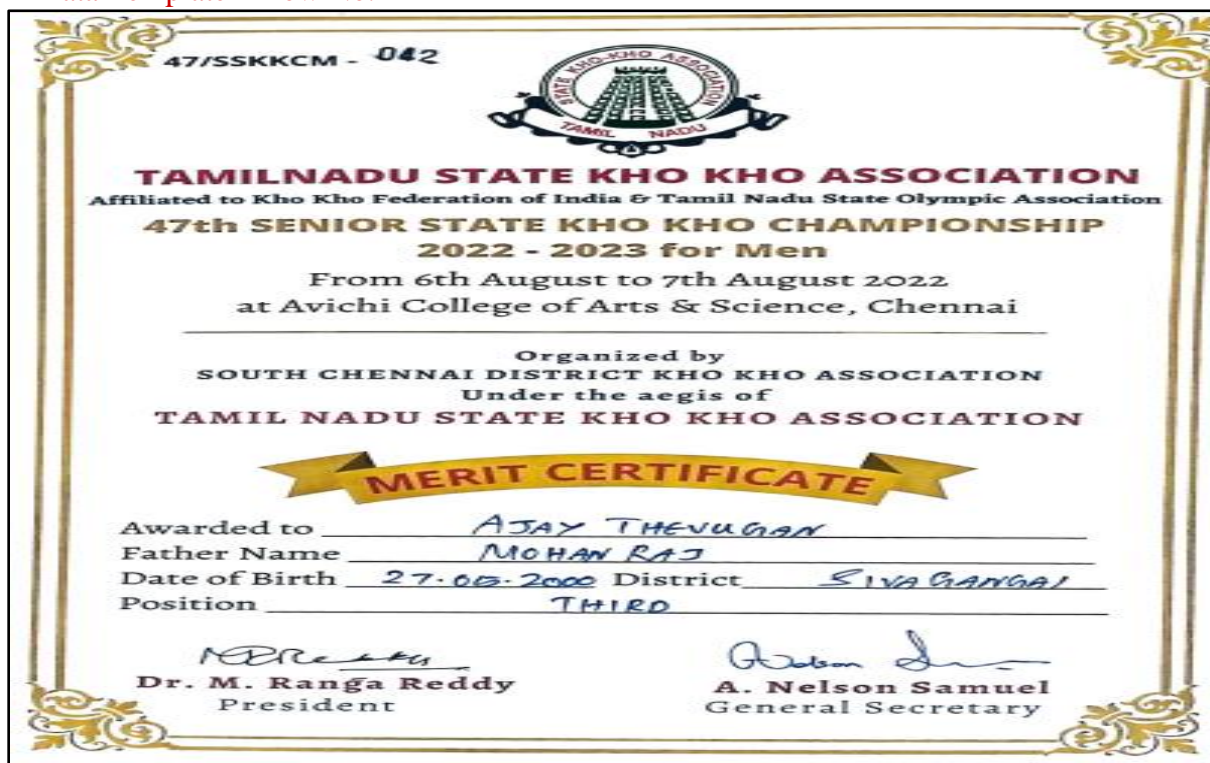 47/SSKKCM - 042
STATE KHO-KHO ASSOCIATION
TAMIL NADU
TAMILNADU STATE KHO KHO ASSOCIATION
Affiliated to Kho Kho Federation of India & Tamil Nadu State Olympic Association
47th SENIOR STATE KHO KHO CHAMPIONSHIP
2022 - 2023 for Men
From 6th August to 7th August 2022
at Avichi College of Arts & Science, Chennai
Organized by
SOUTH CHENNAI DISTRICT KHO KHO ASSOCIATION
Under the aegis of
TAMIL NADU STATE KHO KHO ASSOCIATION
MERIT CERTIFICATE
Awarded to AJAY THEVUGAN
Father Name MOHAN RAJ
Date of Birth District SIVAGANGAI
Position THIRD
Dr. M. Ranga Reddy
President
A. Nelson Samuel
General Secretary